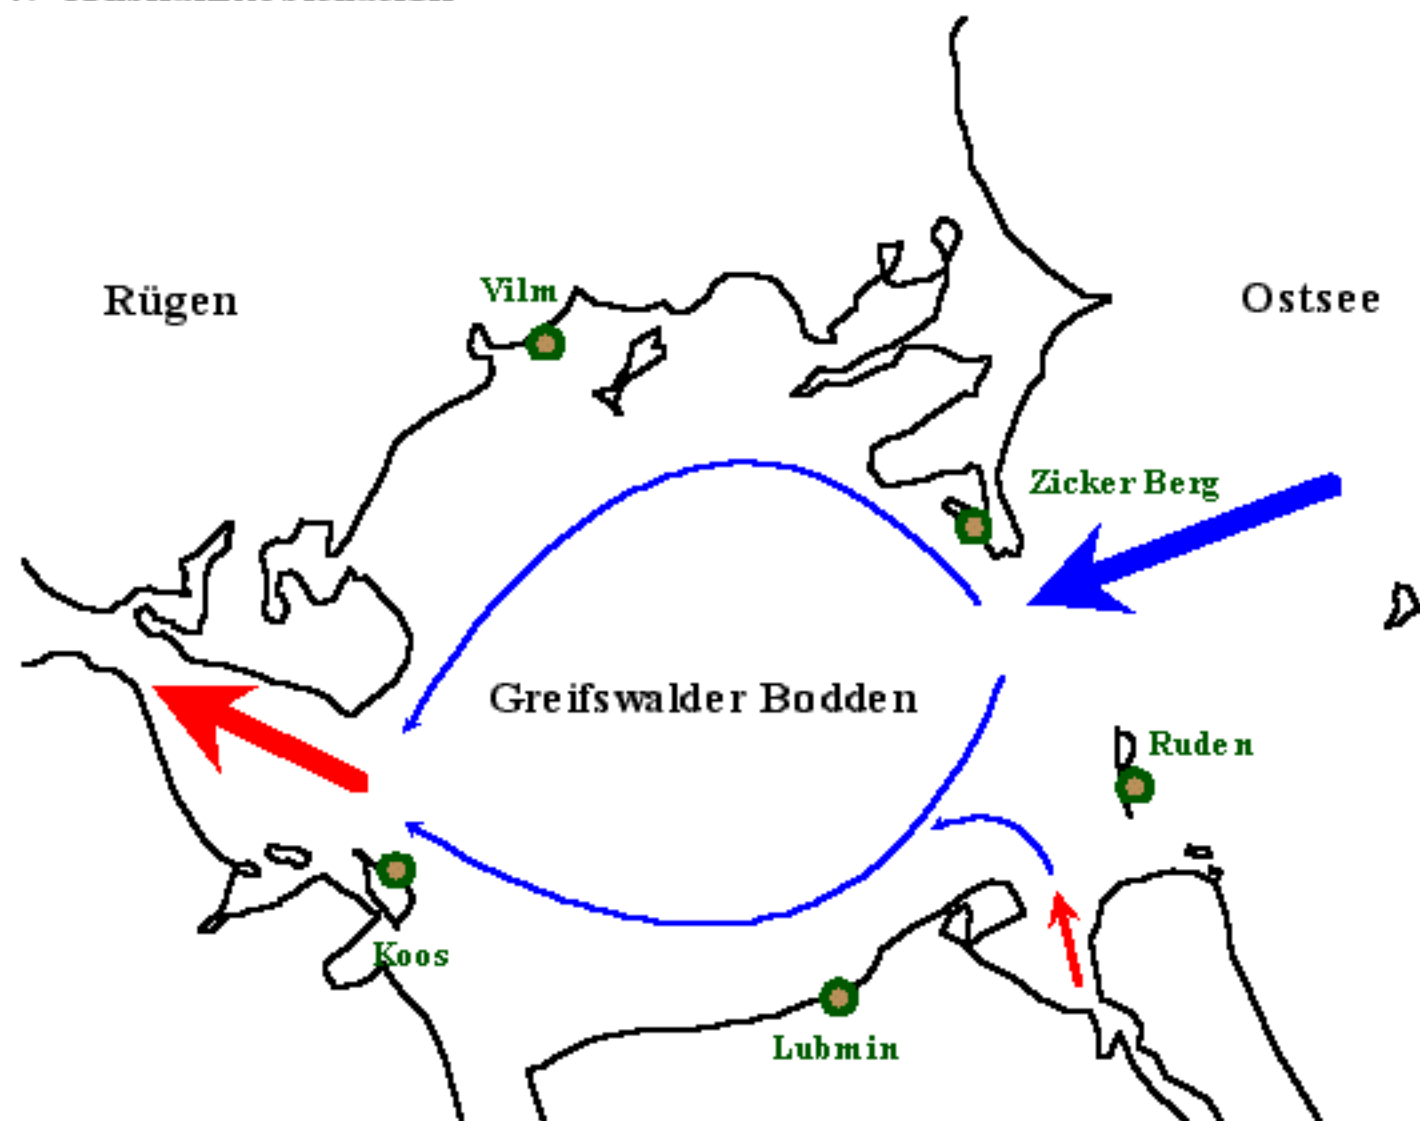 Rügen
Vilm
Ostsee
Zicker Berg
Greifswalder Bodden
Ruden
Koos
Lubmin